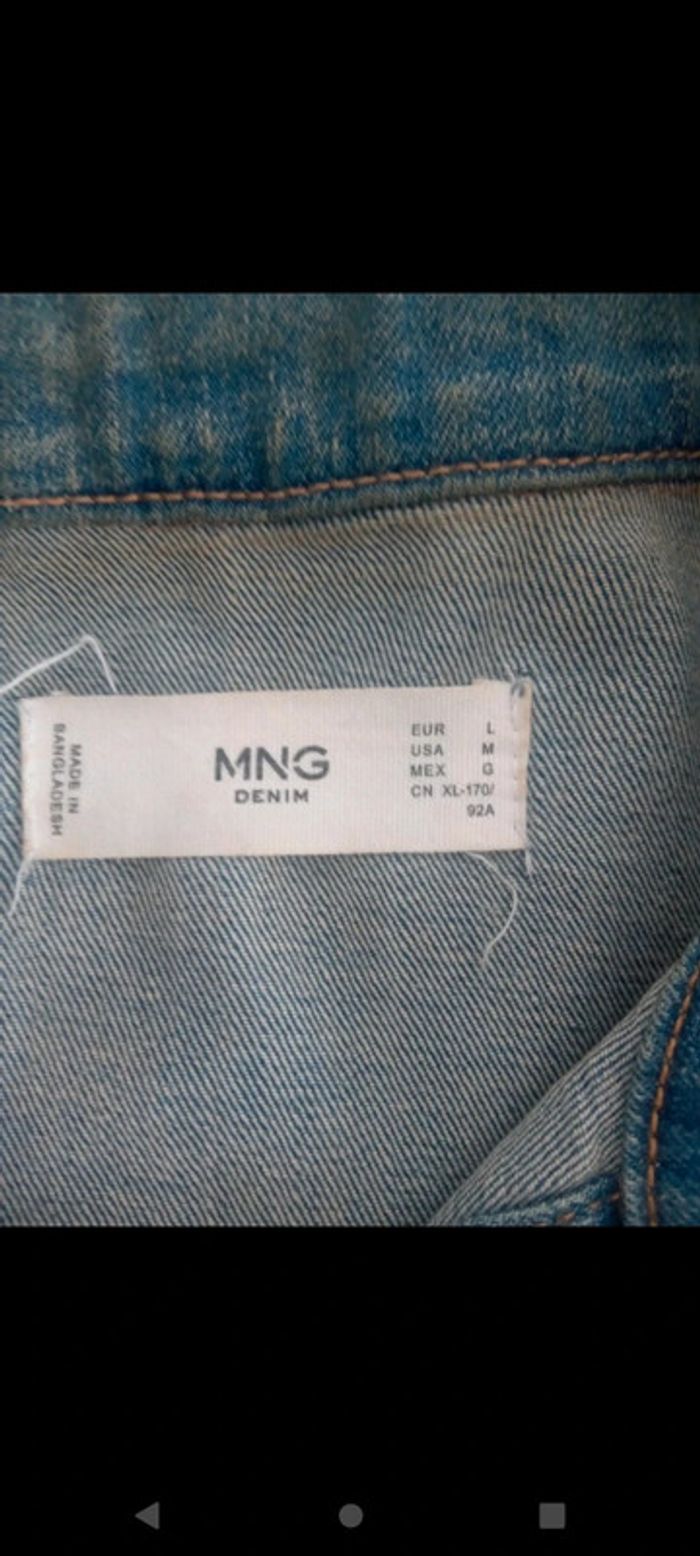 MADE IN
BANGLADESH
MNG
DENIM
EUR L
USA M
MEX G
CN XL-170/
92A